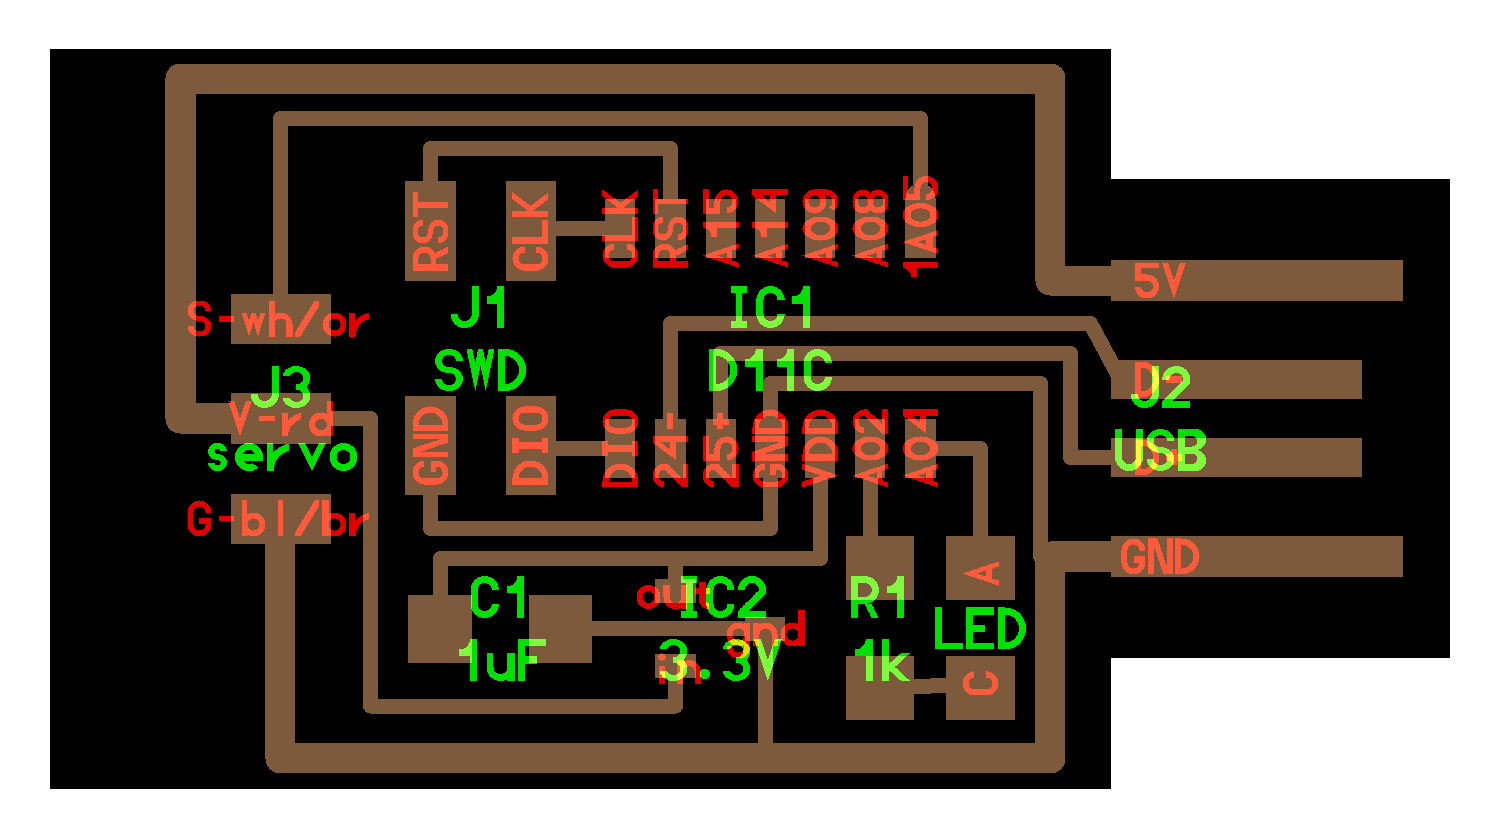 RST
CLK
CLK
RST
A15
A14
A09
A08
1A05
5V
J1
SWD
IC1
D11C
S-wh/or
J3
V-rd
servo
G-bl/br
GND
DIO
DIO
24-
25+
GND
VDD
A02
A04
J2
USB
GND
C1
1uF
out
IC2
gnd
3.3V
in
R1
1k
A
LED
C